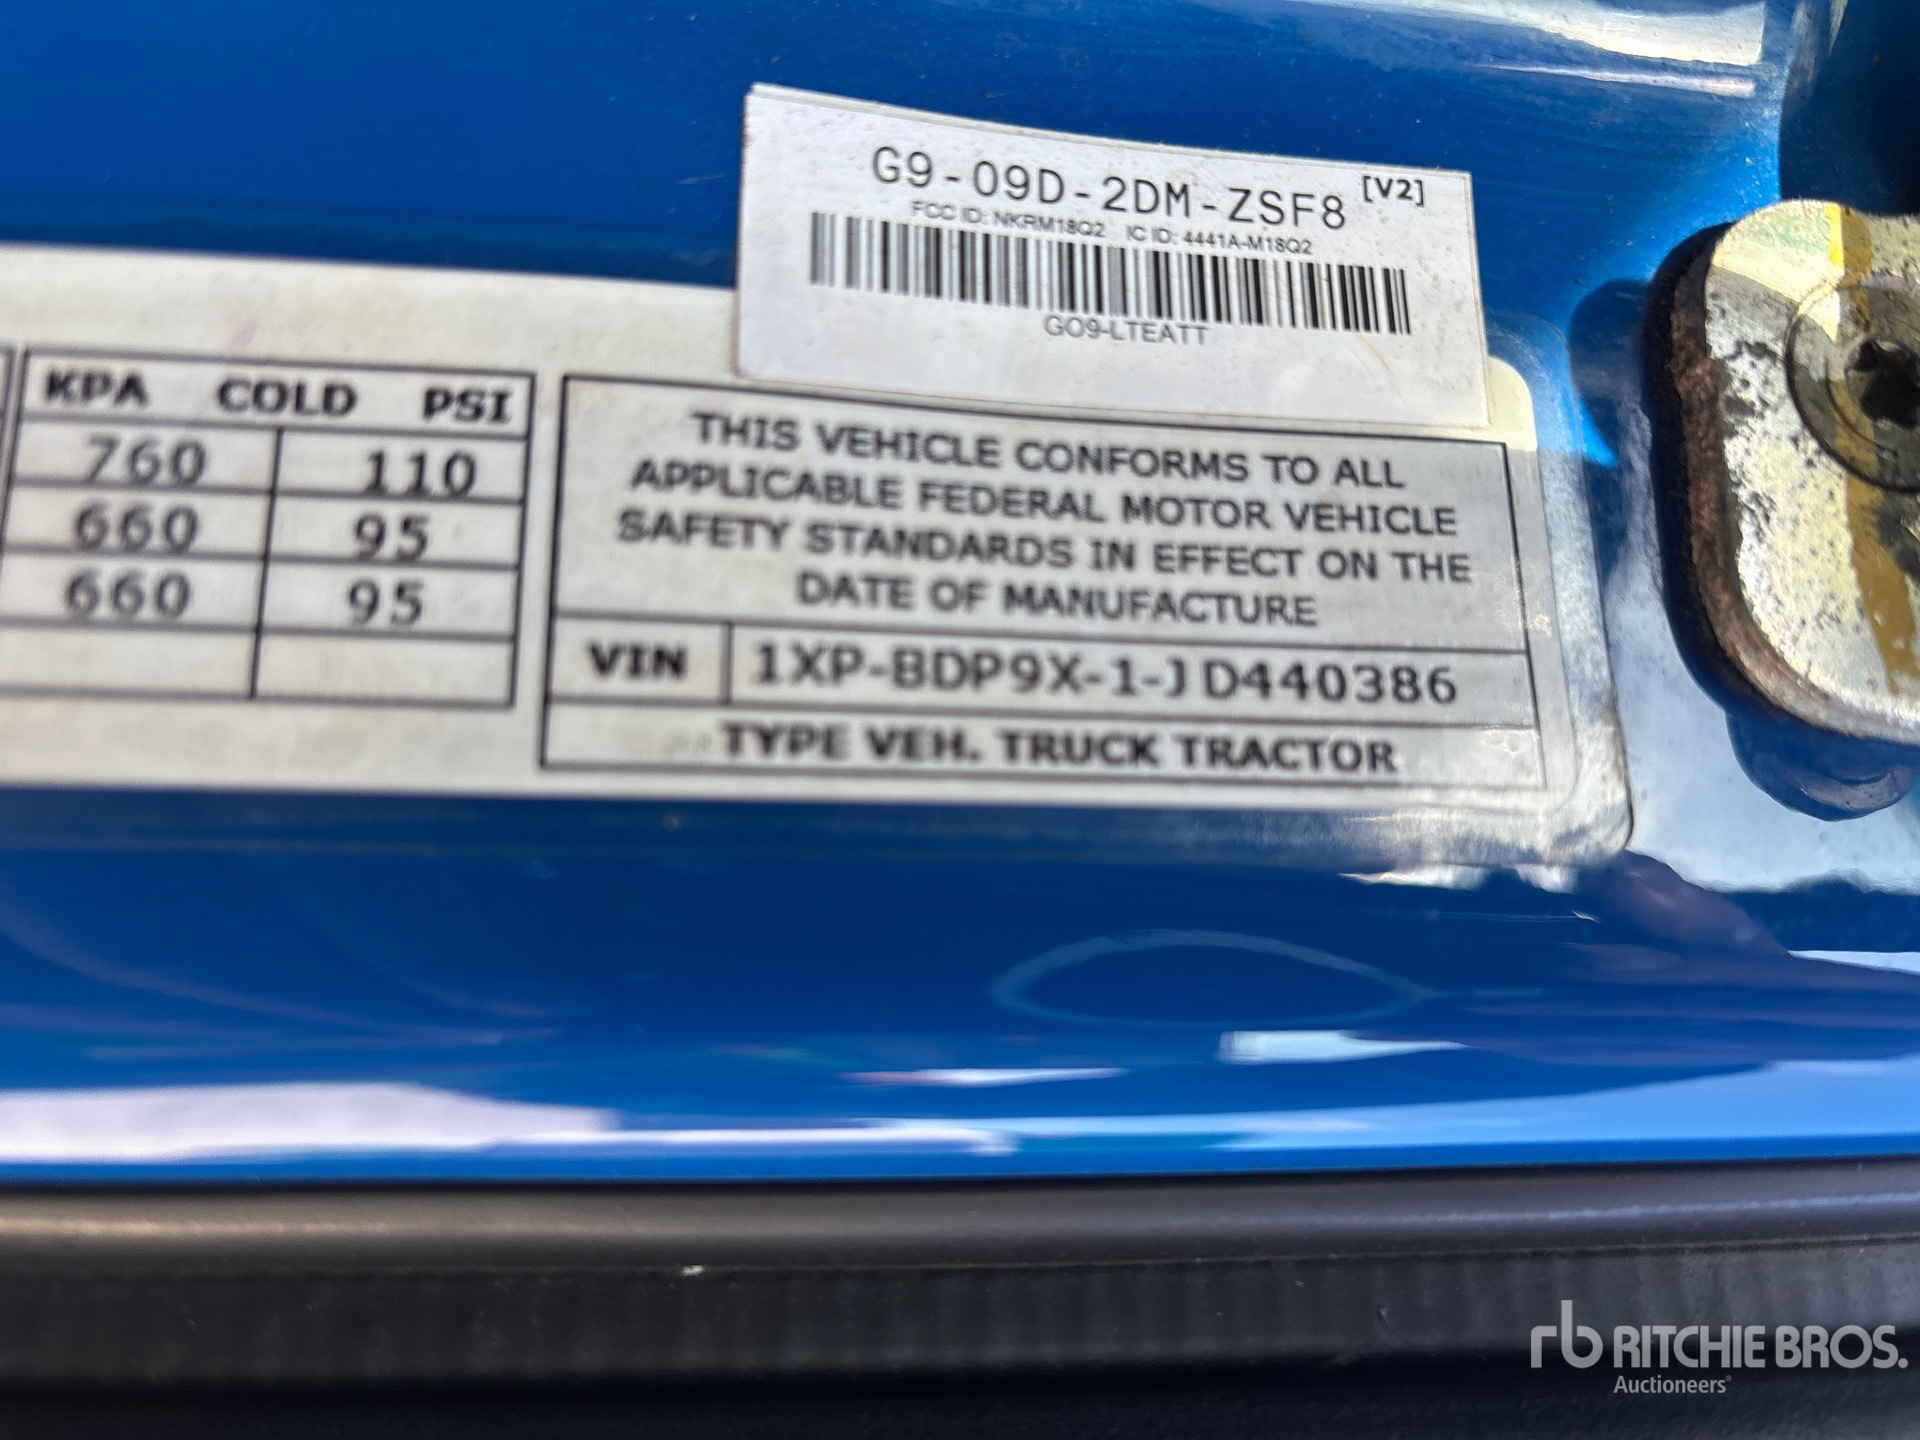 G9-09D-2DM-ZSF8 [V2]
FCC ID: NKRM18Q2 IC ID: 4441A-M18Q2
GO9-LTEATT
KPA COLD PSI
760 110
660 95
660 95
THIS VEHICLE CONFORMS TO ALL
APPLICABLE FEDERAL MOTOR VEHICLE
SAFETY STANDARDS IN EFFECT ON THE
DATE OF MANUFACTURE
VIN 1XP-BDP9X-1-JD440386
TYPE VEH. TRUCK TRACTOR
rb RITCHIE BROS.
Auctioneers